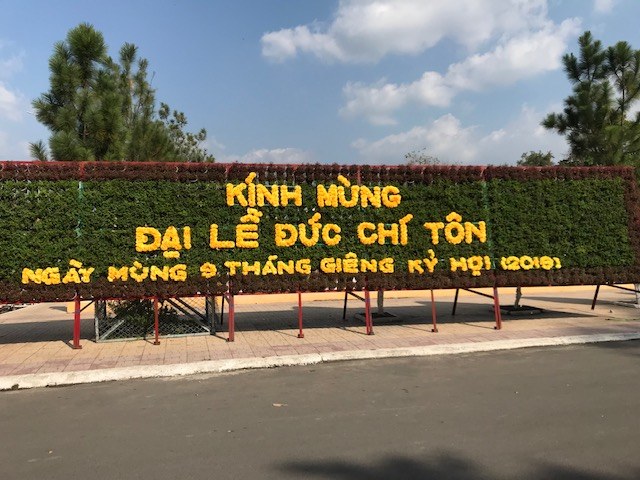 KÍNH MỪNG
ĐẠI LỄ ĐỨC CHÍ TÔN
NGÀY MÙNG 9 THÁNG GIÊNG KỶ HỢI (2019)